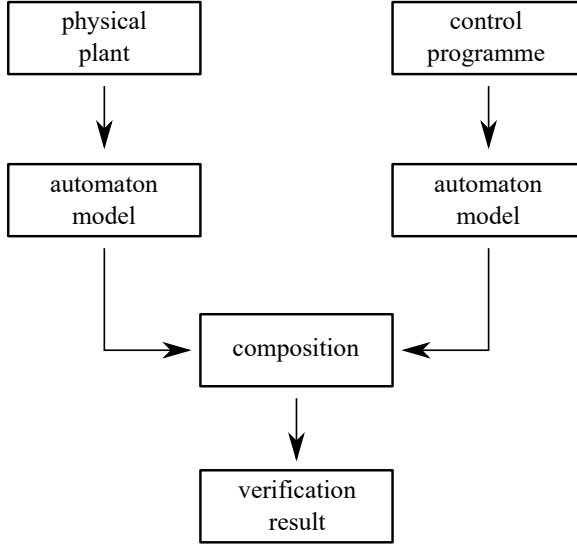 physical
plant
control
programme
automaton
model
automaton
model
composition
verification
result